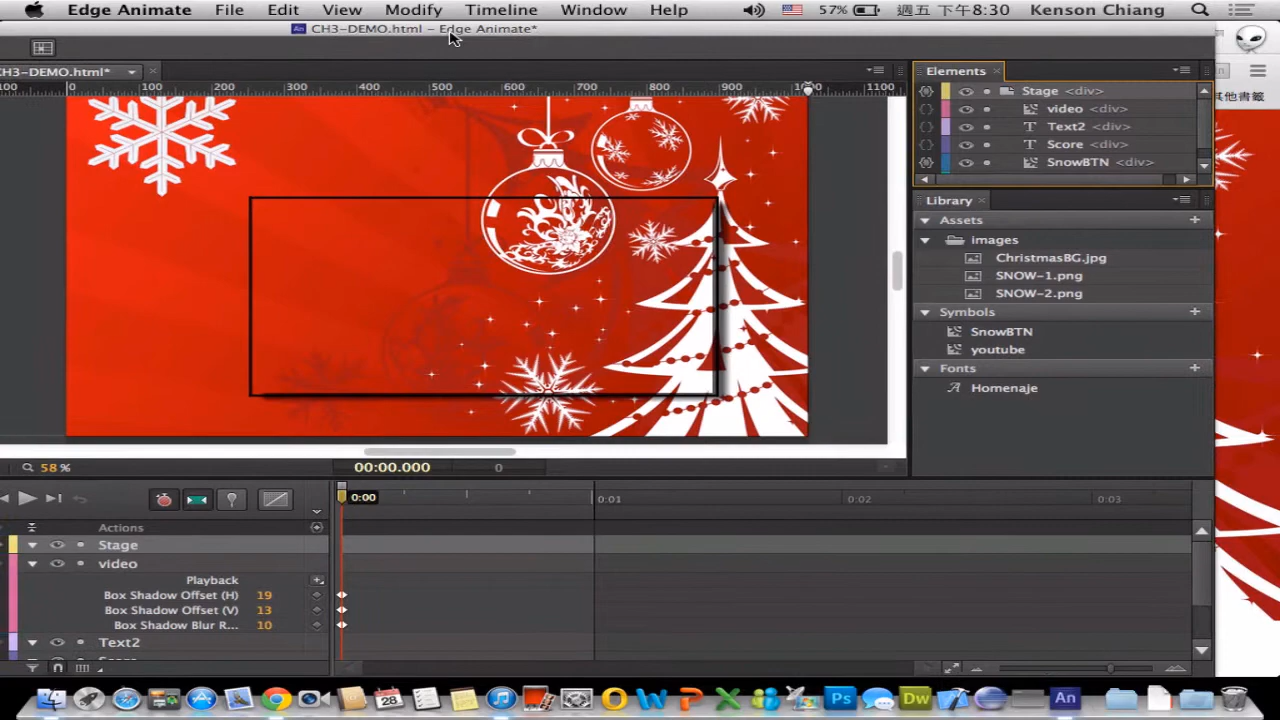 Edge Animate File Edit View Modify Timeline Window Help 57% 週五 下午8:30 Kenson Chiang
An CH3-DEMO.html – Edge Animate*
CH3-DEMO.html*
100 0 100 200 300 400 500 600 700 800 900 1000 1100
Elements
Stage <div>
video <div>
T Text2 <div>
T Score <div>
SnowBTN <div>
其他書籤
Library
Assets
images
ChristmasBG.jpg
SNOW-1.png
SNOW-2.png
Symbols
SnowBTN
youtube
Fonts
Homenaje
58 % 00:00.000 0
0:00 0:01 0:02 0:03
Actions
Stage
video
Playback
Box Shadow Offset (H) 19
Box Shadow Offset (V) 13
Box Shadow Blur R... 10
Text2
Score
28
Ps Dw An